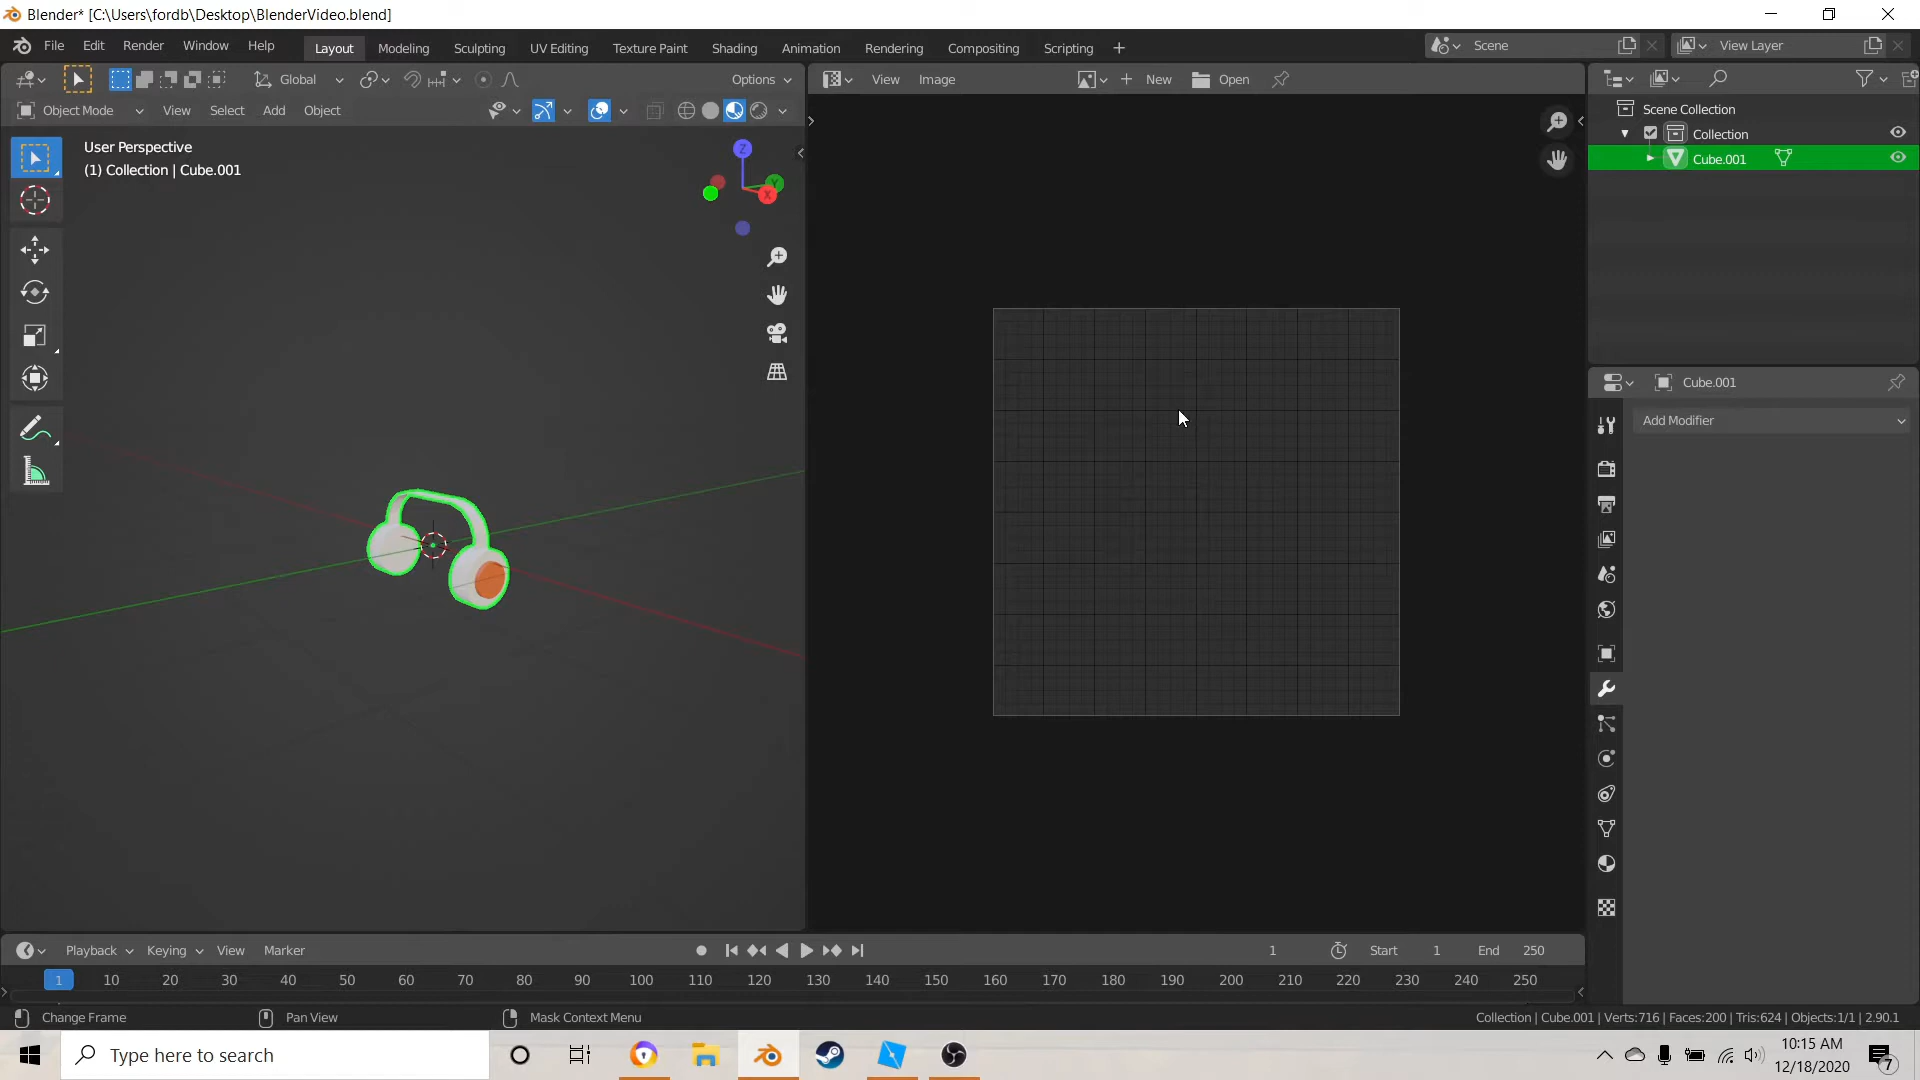 Blender* [C:\Users\fordb\Desktop\BlenderVideo.blend]
File Edit Render Window Help Layout Modeling Sculpting UV Editing Texture Paint Shading Animation Rendering Compositing Scripting + Scene View Layer
Global Options View Image New Open
Object Mode View Select Add Object
Scene Collection
Collection
Cube.001
User Perspective
(1) Collection | Cube.001
Z
Y
X
Cube.001
Add Modifier
Playback Keying View Marker 1 Start 1 End 250
1 10 20 30 40 50 60 70 80 90 100 110 120 130 140 150 160 170 180 190 200 210 220 230 240 250
Change Frame Pan View Mask Context Menu Collection | Cube.001 | Verts:716 | Faces:200 | Tris:624 | Objects:1/1 | 2.90.1
Type here to search
10:15 AM
12/18/2020
7